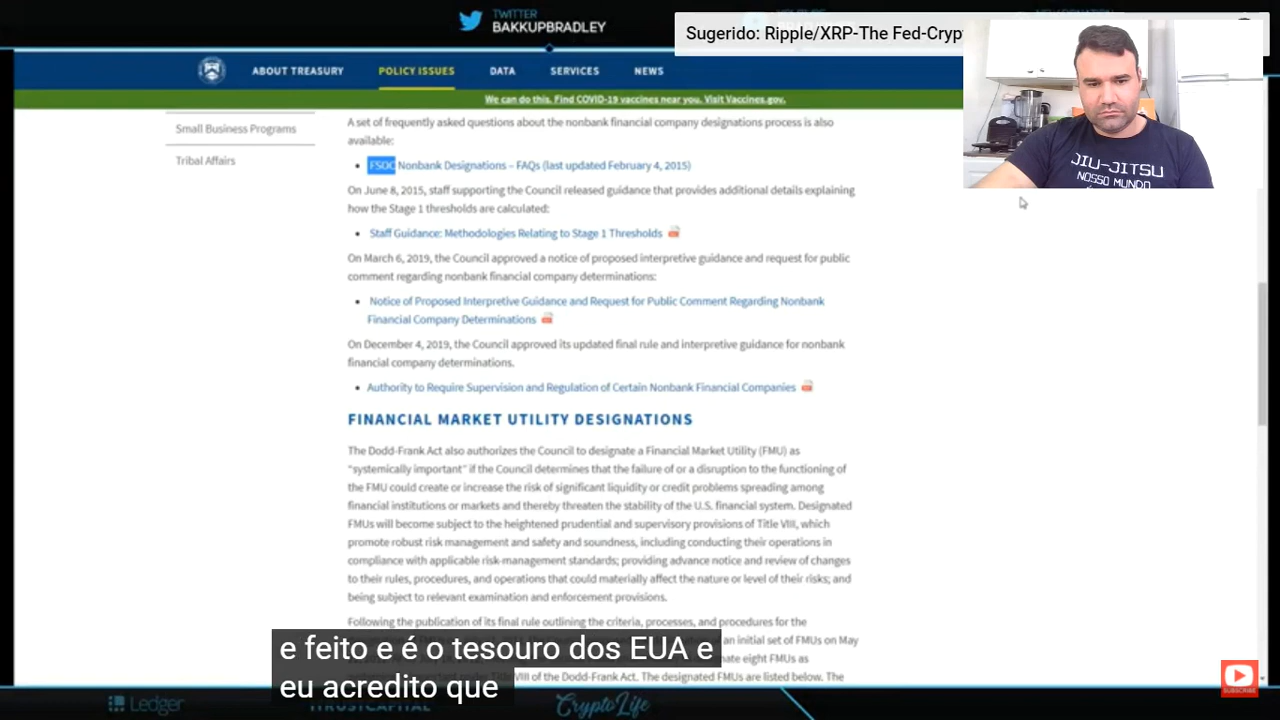 TWITTER
BAKKUPBRADLEY
Sugerido: Ripple/XRP-The Fed-Cryp
ABOUT TREASURY
POLICY ISSUES
DATA
SERVICES
NEWS
We can do this. Find COVID-19 vaccines near you. Visit Vaccines.gov.
Small Business Programs
Tribal Affairs
A set of frequently asked questions about the nonbank financial company designations process is also
available:
FSOC Nonbank Designations – FAQs (last updated February 4, 2015)
On June 8, 2015, staff supporting the Council released guidance that provides additional details explaining
how the Stage 1 thresholds are calculated:
Staff Guidance: Methodologies Relating to Stage 1 Thresholds
On March 6, 2019, the Council approved a notice of proposed interpretive guidance and request for public
comment regarding nonbank financial company determinations:
Notice of Proposed Interpretive Guidance and Request for Public Comment Regarding Nonbank
Financial Company Determinations
On December 4, 2019, the Council approved its updated final rule and interpretive guidance for nonbank
financial company determinations.
Authority to Require Supervision and Regulation of Certain Nonbank Financial Companies
FINANCIAL MARKET UTILITY DESIGNATIONS
The Dodd-Frank Act also authorizes the Council to designate a Financial Market Utility (FMU) as
"systemically important" if the Council determines that the failure of or a disruption to the functioning of
the FMU could create or increase the risk of significant liquidity or credit problems spreading among
financial institutions or markets and thereby threaten the stability of the U.S. financial system. Designated
FMUs will become subject to the heightened prudential and supervisory provisions of Title VIII, which
promote robust risk management and safety and soundness, including conducting their operations in
compliance with applicable risk-management standards; providing advance notice and review of changes
to their rules, procedures, and operations that could materially affect the nature or level of their risks; and
being subject to relevant examination and enforcement provisions.
Following the publication of its final rule outlining the criteria, processes, and procedures for the
an initial set of FMUs on May
nate eight FMUs as
VIII of the Dodd-Frank Act. The designated FMUs are listed below. The
e feito e é o tesouro dos EUA e
eu acredito que
JIU-JITSU
NOSSO MUNDO
SUBSCRIBE
Ledger
TRUSTCAPITAL
CryptoLife